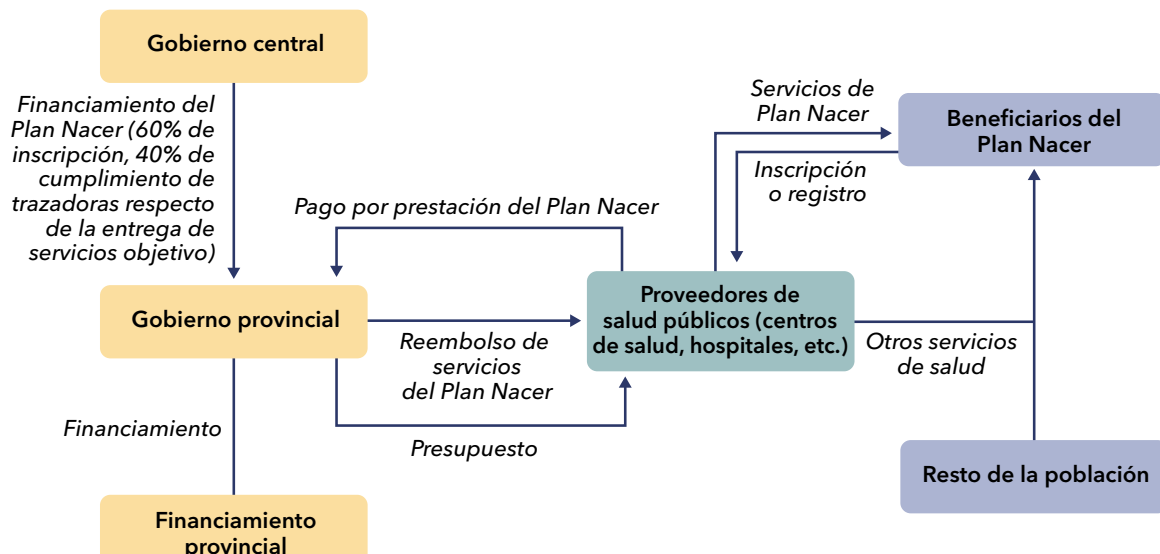 Gobierno central
Financiamiento del
Plan Nacer (60% de
inscripción, 40% de
cumplimiento de
trazadoras respecto
de la entrega de
servicios objetivo)
Servicios de
Plan Nacer
Beneficiarios del
Plan Nacer
Inscripción
o registro
Pago por prestación del Plan Nacer
Gobierno provincial
Reembolso de
servicios
del Plan Nacer
Proveedores de
salud públicos (centros
de salud, hospitales, etc.)
Otros servicios
de salud
Financiamiento
Presupuesto
Resto de la población
Financiamiento
provincial